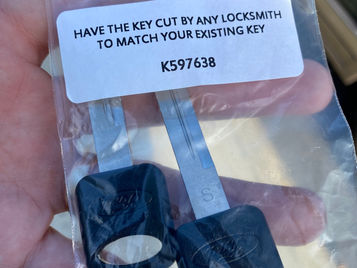 HAVE THE KEY CUT BY ANY LOCKSMITH
TO MATCH YOUR EXISTING KEY
K597638
S